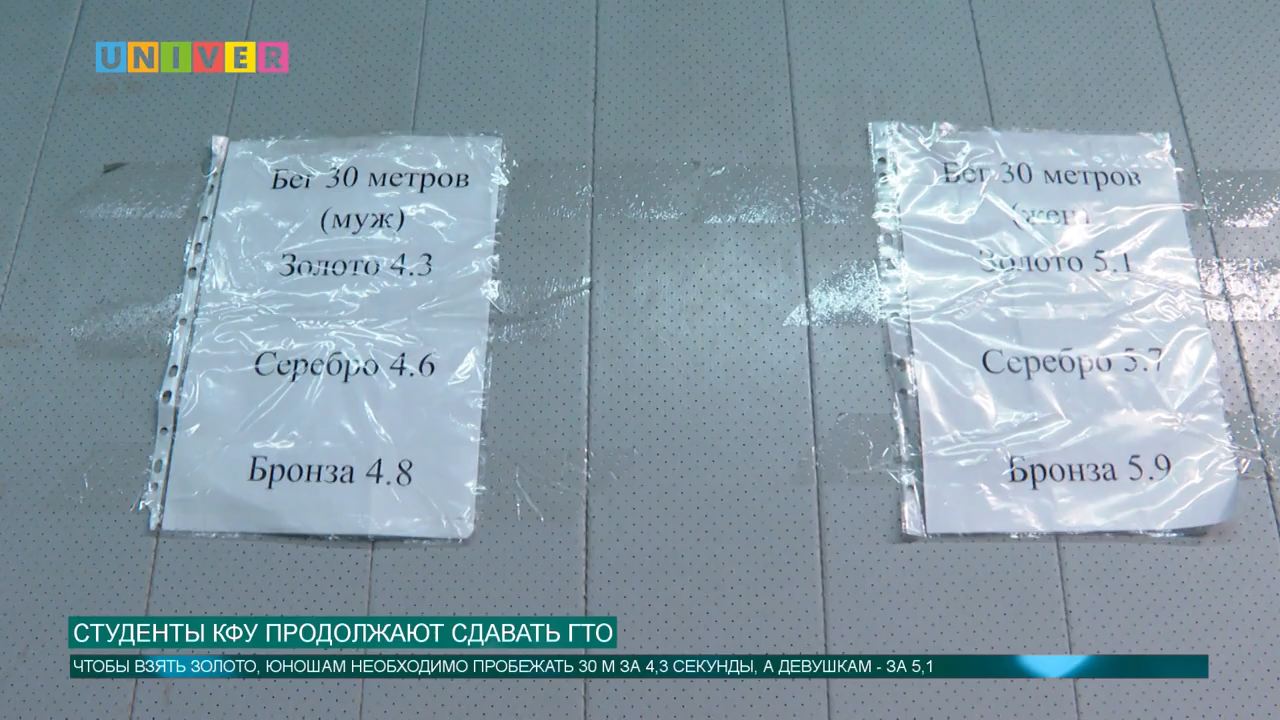 UNIVER
Бег 30 метров
(муж)
Золото 4.3
Серебро 4.6
Бронза 4.8
Бег 30 метров
(жен)
Золото 5.1
Серебро 5.7
Бронза 5.9
СТУДЕНТЫ КФУ ПРОДОЛЖАЮТ СДАВАТЬ ГТО
ЧТОБЫ ВЗЯТЬ ЗОЛОТО, ЮНОШАМ НЕОБХОДИМО ПРОБЕЖАТЬ 30 М ЗА 4,3 СЕКУНДЫ, А ДЕВУШКАМ - ЗА 5,1